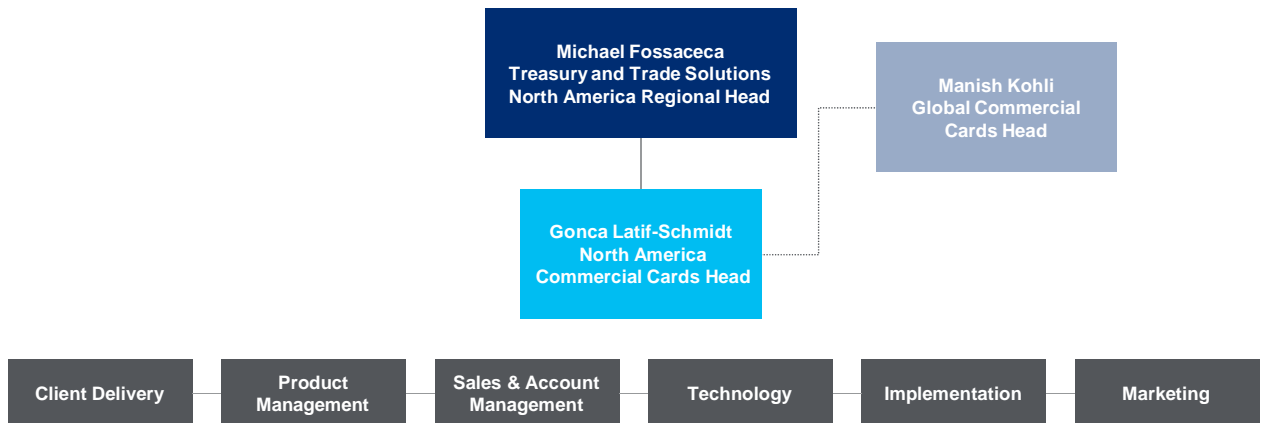 Michael Fossaceca
Treasury and Trade Solutions
North America Regional Head
Manish Kohli
Global Commercial
Cards Head
Gonca Latif-Schmidt
North America
Commercial Cards Head
Client Delivery
Product
Management
Sales & Account
Management
Technology
Implementation
Marketing